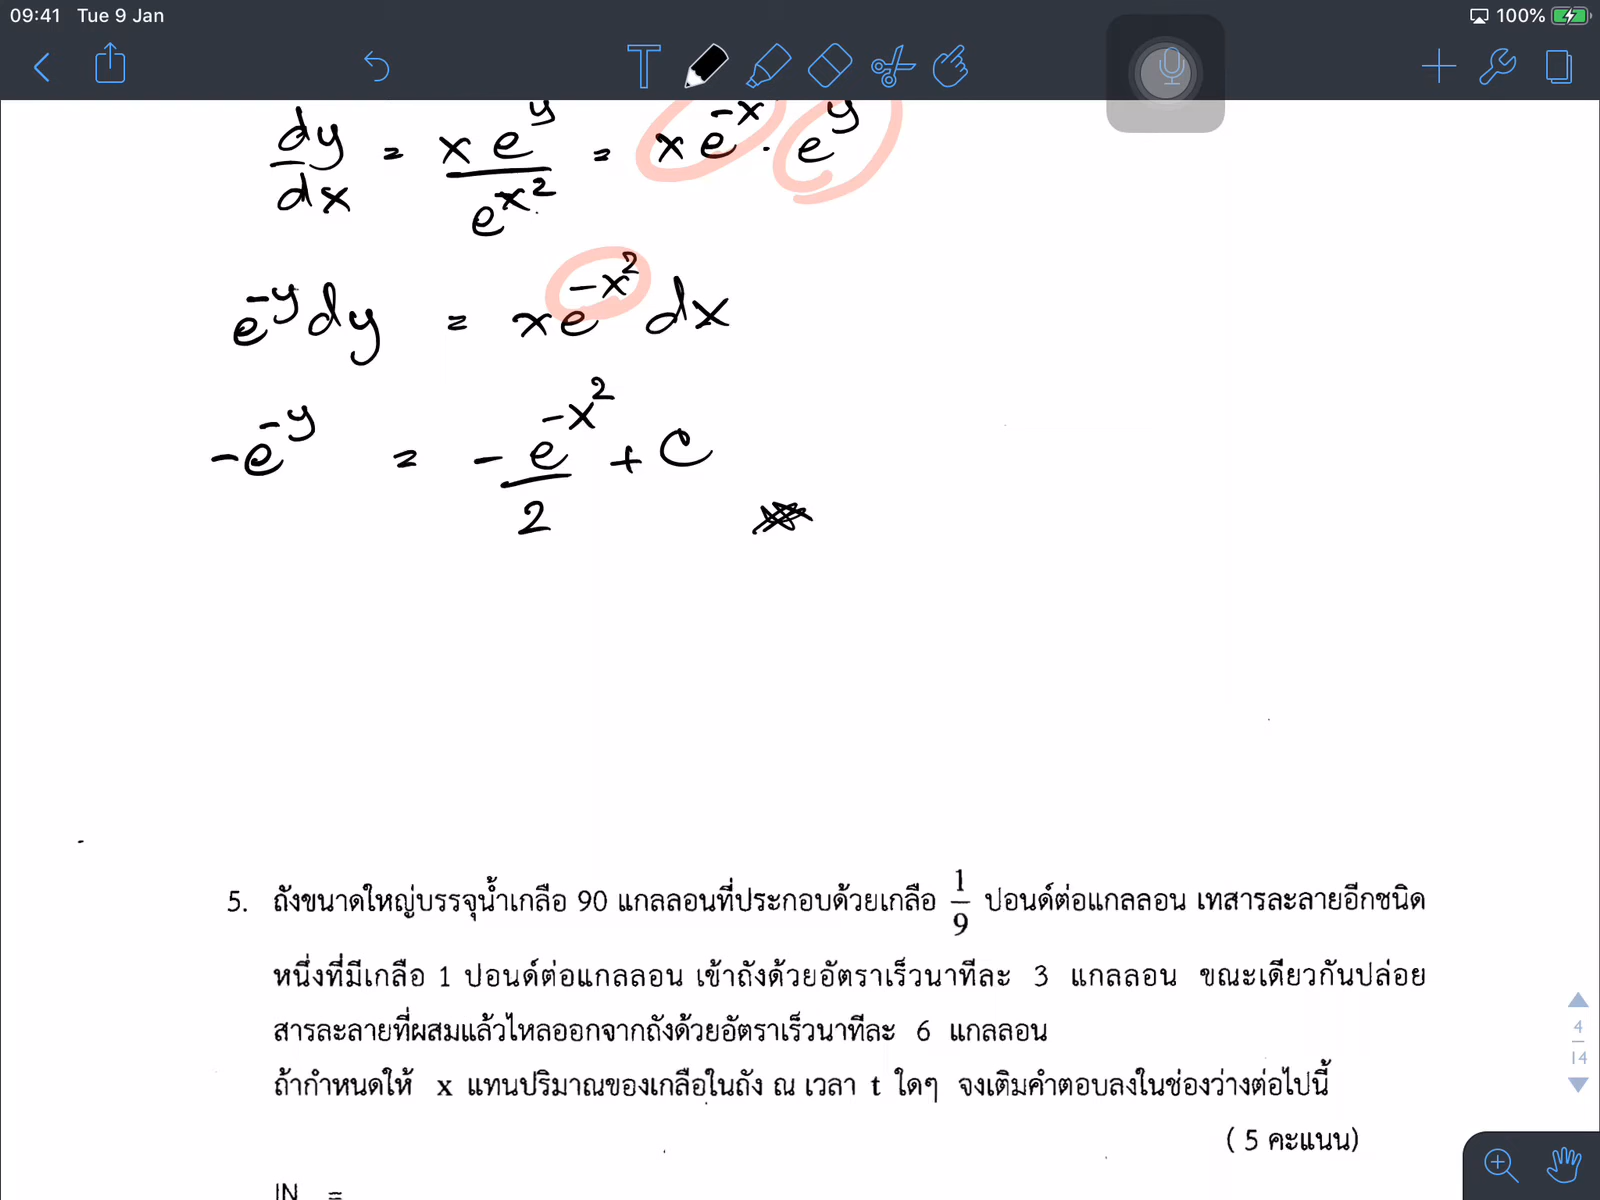 09:41 Tue 9 Jan 100%
T
dy/dx = x e^y / e^x² = x e^-x · e^y
e^-y dy = x e^-x² dx
-e^-y = - e^-x² / 2 + C
5. ถังขนาดใหญ่บรรจุน้ำเกลือ 90 แกลลอนที่ประกอบด้วยเกลือ 1/9 ปอนด์ต่อแกลลอน เทสารละลายอีกชนิด
หนึ่งที่มีเกลือ 1 ปอนด์ต่อแกลลอน เข้าถังด้วยอัตราเร็วนาทีละ 3 แกลลอน ขณะเดียวกันปล่อย
สารละลายที่ผสมแล้วไหลออกจากถังด้วยอัตราเร็วนาทีละ 6 แกลลอน
4/14
ถ้ากำหนดให้ x แทนปริมาณของเกลือในถัง ณ เวลา t ใดๆ จงเติมคำตอบลงในช่องว่างต่อไปนี้
( 5 คะแนน)
IN =